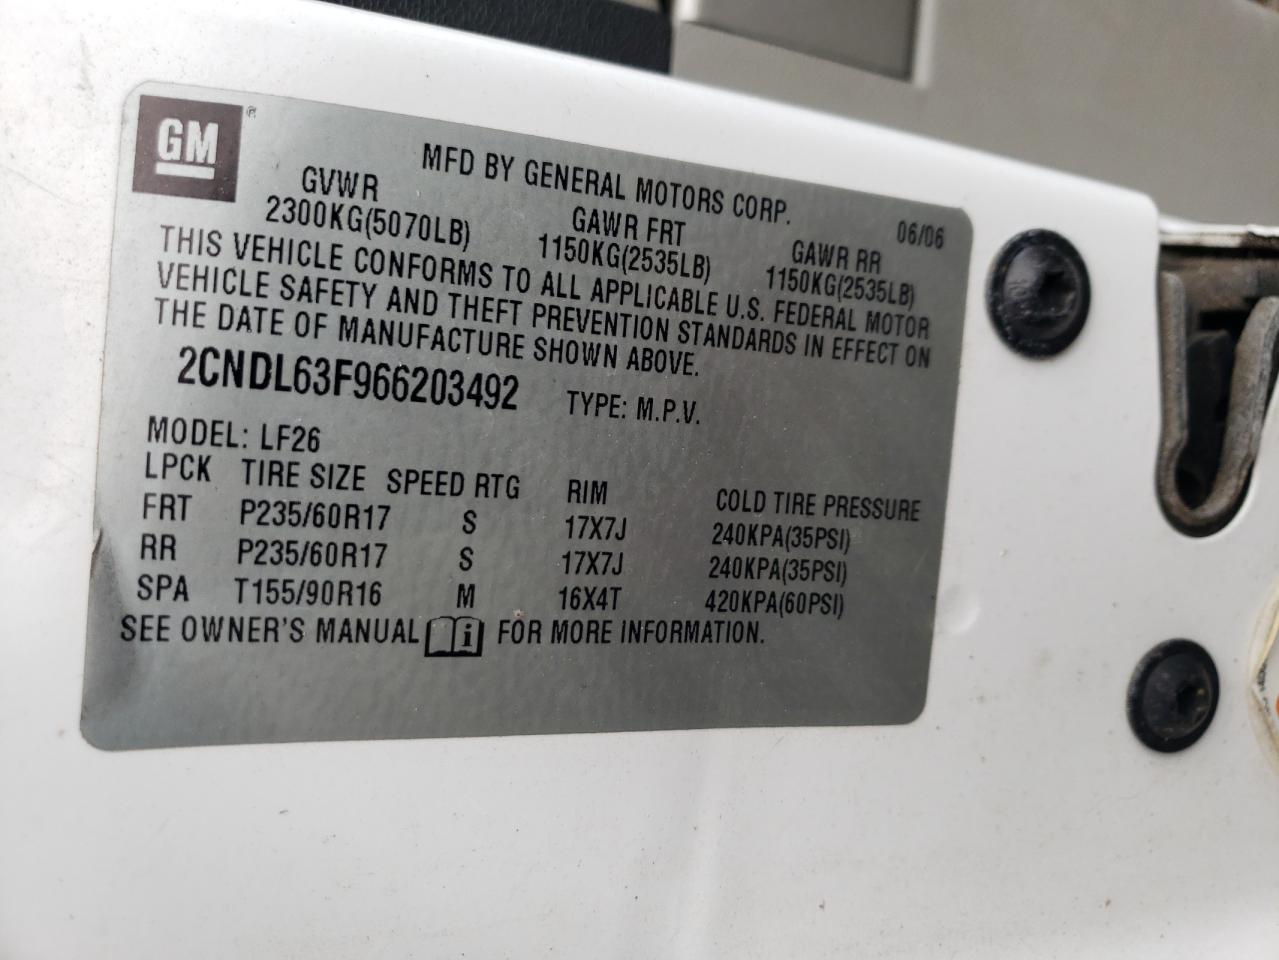 GM ®
MFD BY GENERAL MOTORS CORP. 06/06
GVWR GAWR FRT GAWR RR
2300KG(5070LB) 1150KG(2535LB) 1150KG(2535LB)
THIS VEHICLE CONFORMS TO ALL APPLICABLE U.S. FEDERAL MOTOR
VEHICLE SAFETY AND THEFT PREVENTION STANDARDS IN EFFECT ON
THE DATE OF MANUFACTURE SHOWN ABOVE.
2CNDL63F966203492 TYPE: M.P.V.
MODEL: LF26
LPCK TIRE SIZE SPEED RTG RIM COLD TIRE PRESSURE
FRT P235/60R17 S 17X7J 240KPA(35PSI)
RR P235/60R17 S 17X7J 240KPA(35PSI)
SPA T155/90R16 M 16X4T 420KPA(60PSI)
SEE OWNER'S MANUAL i FOR MORE INFORMATION.